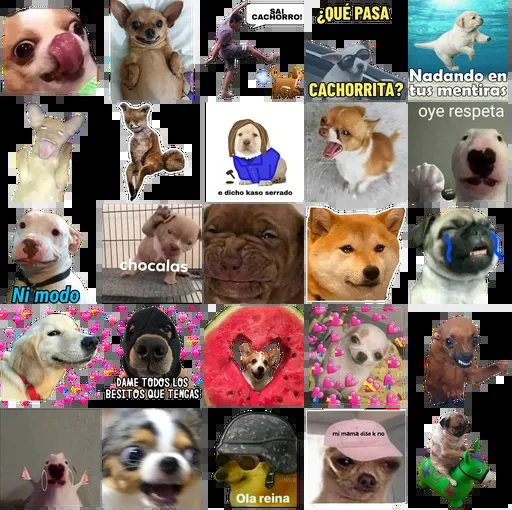 SAI
CACHORRO!
¿QUÉ PASA
CACHORRITA?
Nadando en
tus mentiras
e dicho kaso serrado
oye respeta
Ni modo
chocalas
DAME TODOS LOS
BESITOS QUE TENGAS
Ola reina
mi mamá dise k no